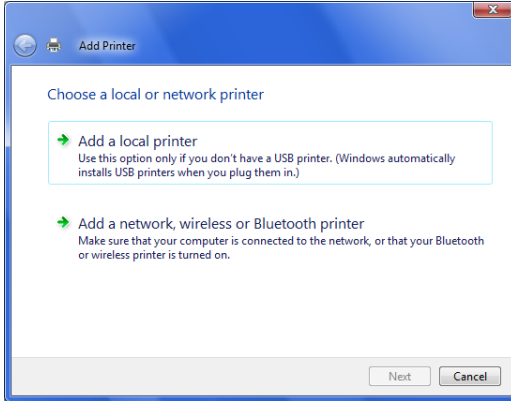 Add Printer
Choose a local or network printer
Add a local printer
Use this option only if you don't have a USB printer. (Windows automatically
installs USB printers when you plug them in.)
Add a network, wireless or Bluetooth printer
Make sure that your computer is connected to the network, or that your Bluetooth
or wireless printer is turned on.
Next
Cancel